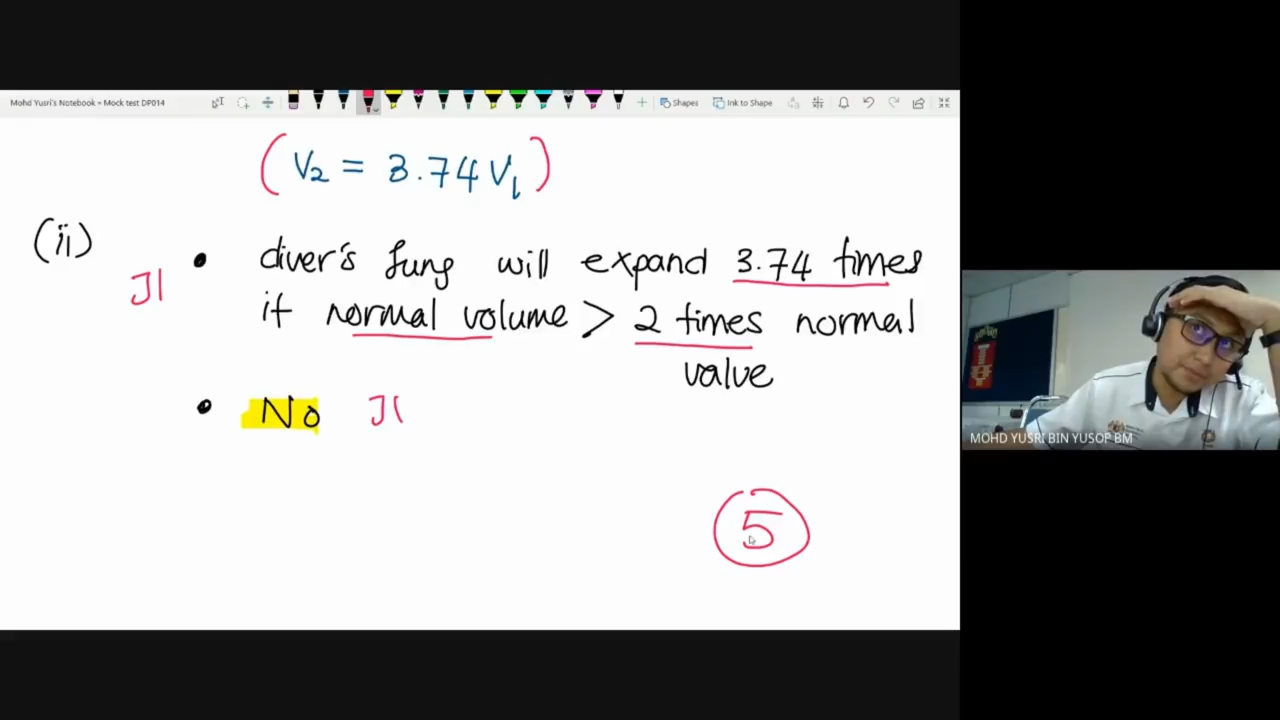 Mohd Yusri's Notebook » Mock test DP014
Shapes
Ink to Shape
(V2 = 3.74 V1)
(ii)
J1
• diver's lung will expand 3.74 times
if normal volume > 2 times normal
value
• No J1
5
MOHD YUSRI BIN YUSOP BM